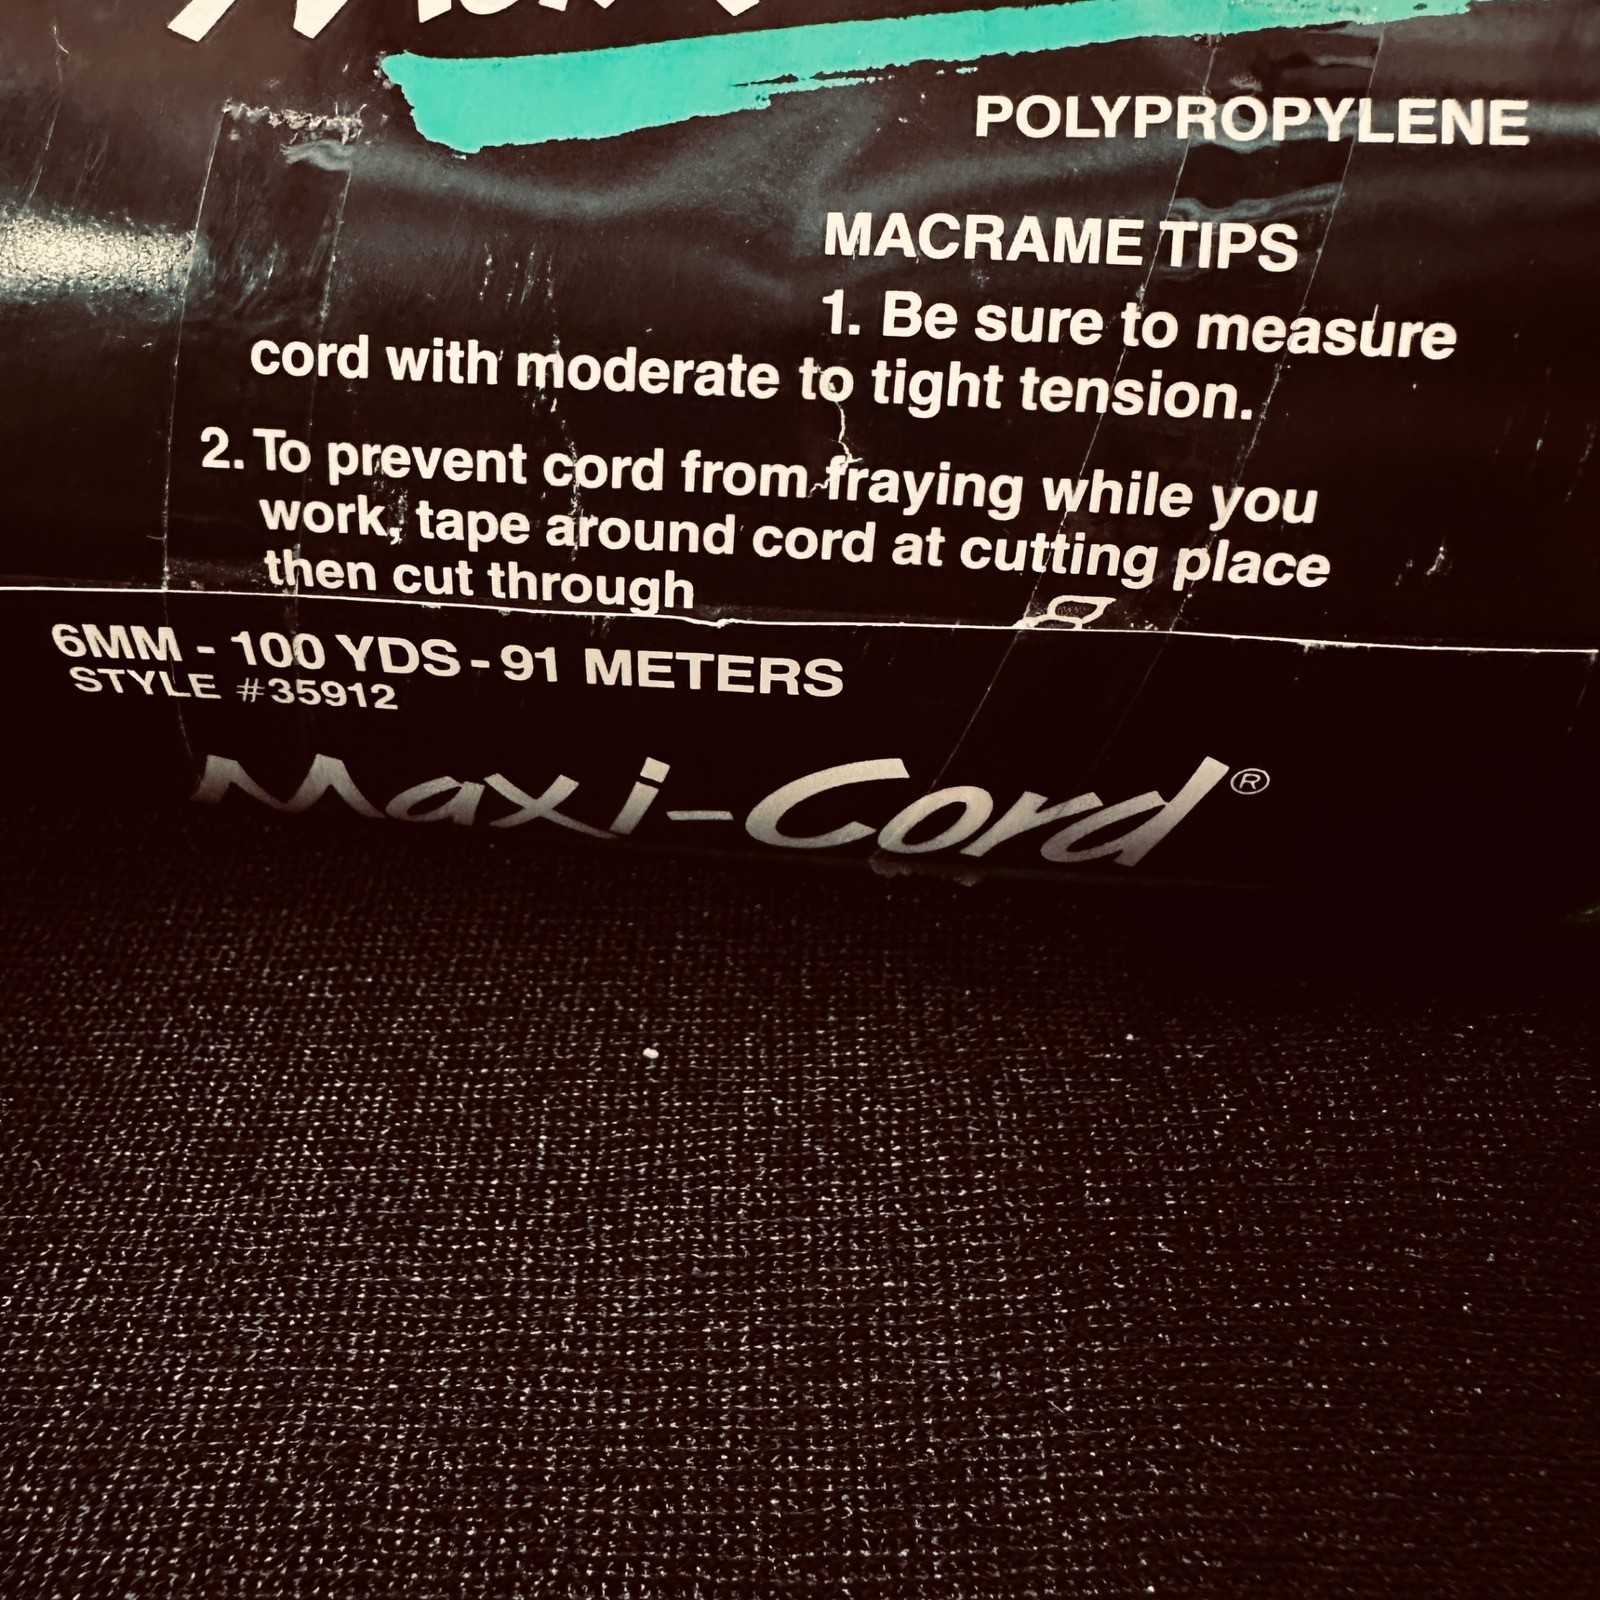 POLYPROPYLENE
MACRAME TIPS
1. Be sure to measure
cord with moderate to tight tension.
2. To prevent cord from fraying while you
work, tape around cord at cutting place
then cut through
6MM - 100 YDS - 91 METERS
STYLE #35912
Maxi-Cord®